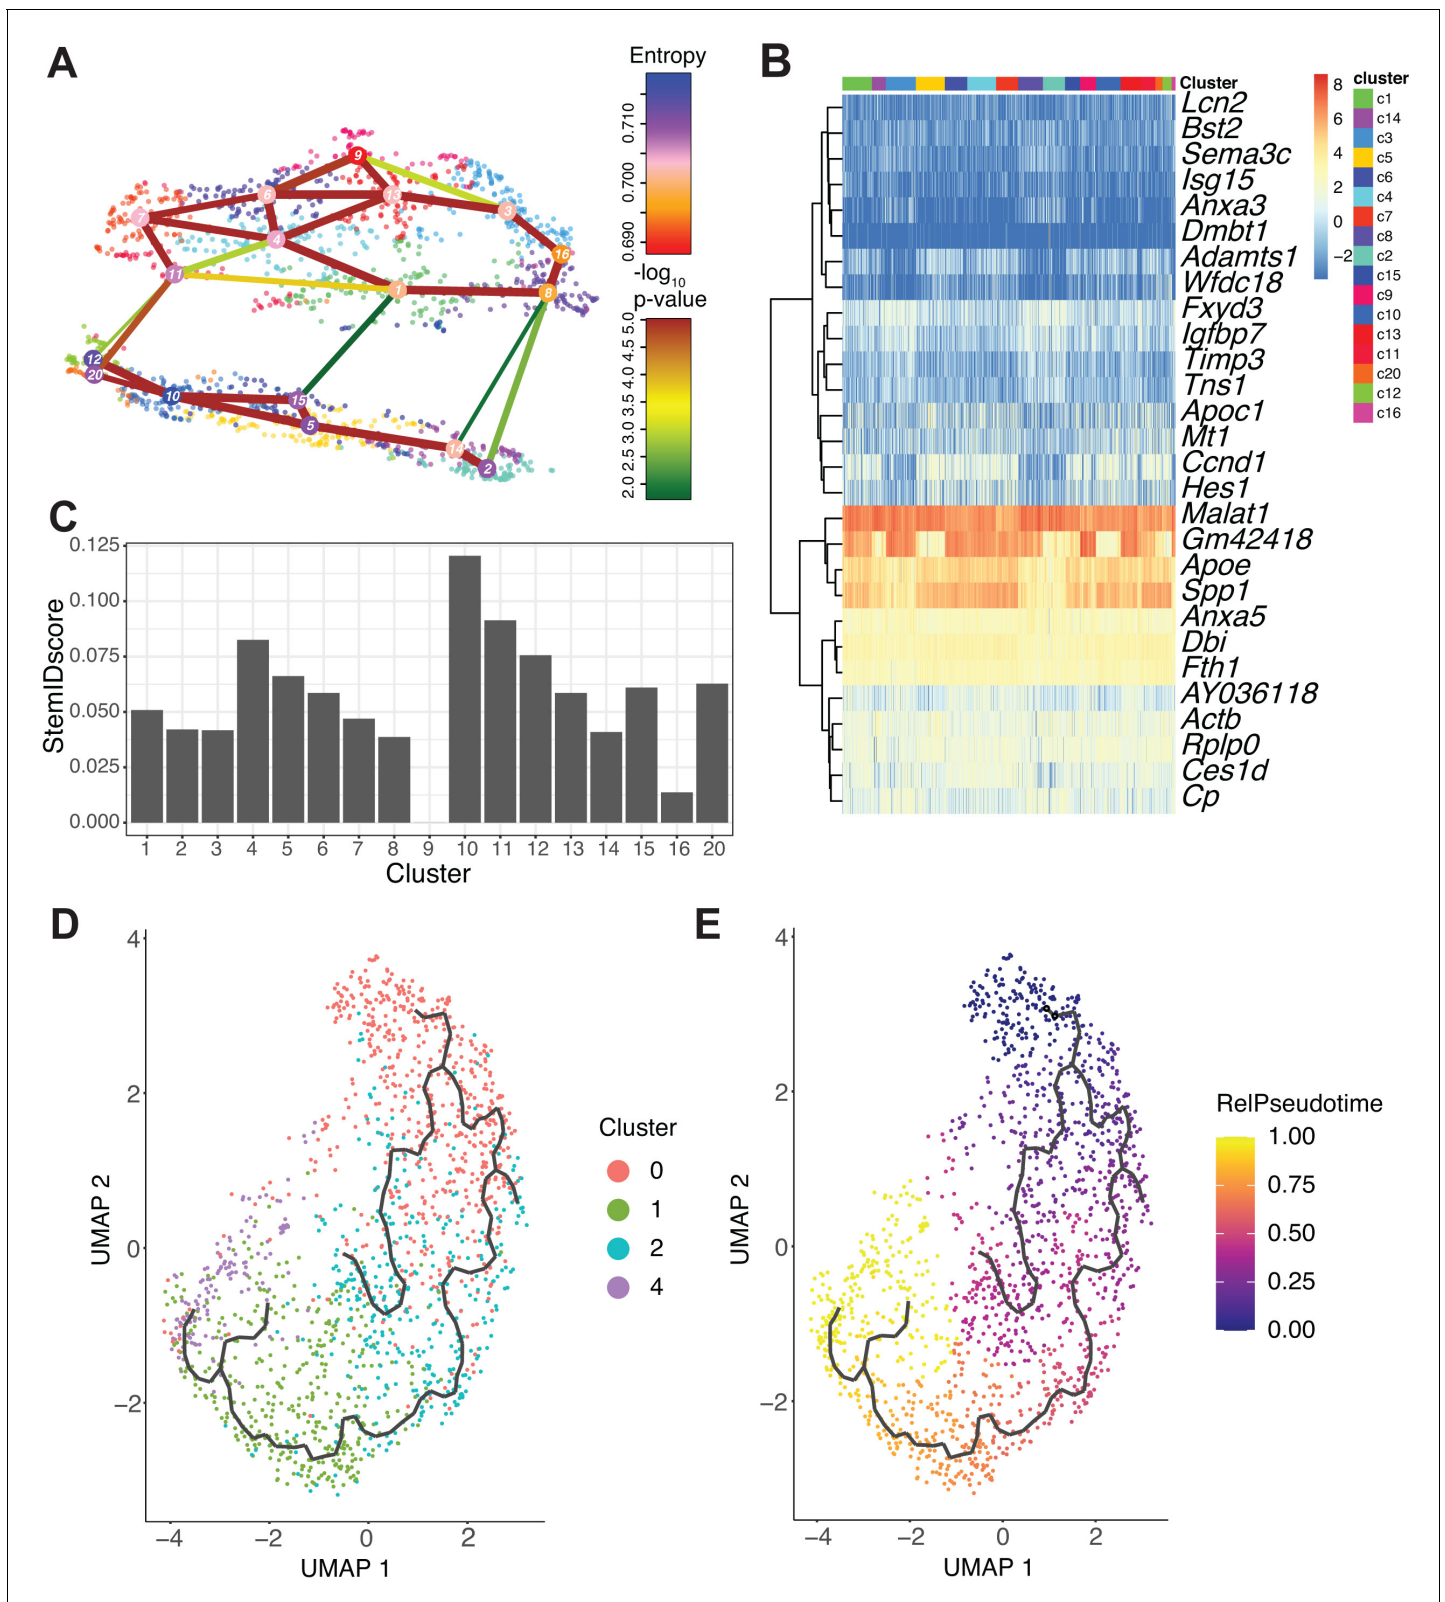 A
Entropy
0.710
0.700
0.690
-log10
p-value
5.0
4.5
4.0
3.5
3.0
2.5
2.0
9
6
13
7
3
4
16
11
1
8
12
20
10
15
5
14
2
B
Cluster
Lcn2
Bst2
Sema3c
Isg15
Anxa3
Dmbt1
Adamts1
Wfdc18
Fxyd3
Igfbp7
Timp3
Tns1
Apoc1
Mt1
Ccnd1
Hes1
Malat1
Gm42418
Apoe
Spp1
Anxa5
Dbi
Fth1
AY036118
Actb
Rplp0
Ces1d
Cp
8
6
4
2
0
−2
cluster
c1
c14
c3
c5
c6
c4
c7
c8
c2
c15
c9
c10
c13
c11
c20
c12
c16
C
StemIDscore
0.125
0.100
0.075
0.050
0.025
0.000
1 2 3 4 5 6 7 8 9 10 11 12 13 14 15 16 20
Cluster
D
UMAP 2
4
2
0
−2
−4 −2 0 2
UMAP 1
Cluster
0
1
2
4
E
UMAP 2
4
2
0
−2
−4 −2 0 2
UMAP 1
RelPseudotime
1.00
0.75
0.50
0.25
0.00